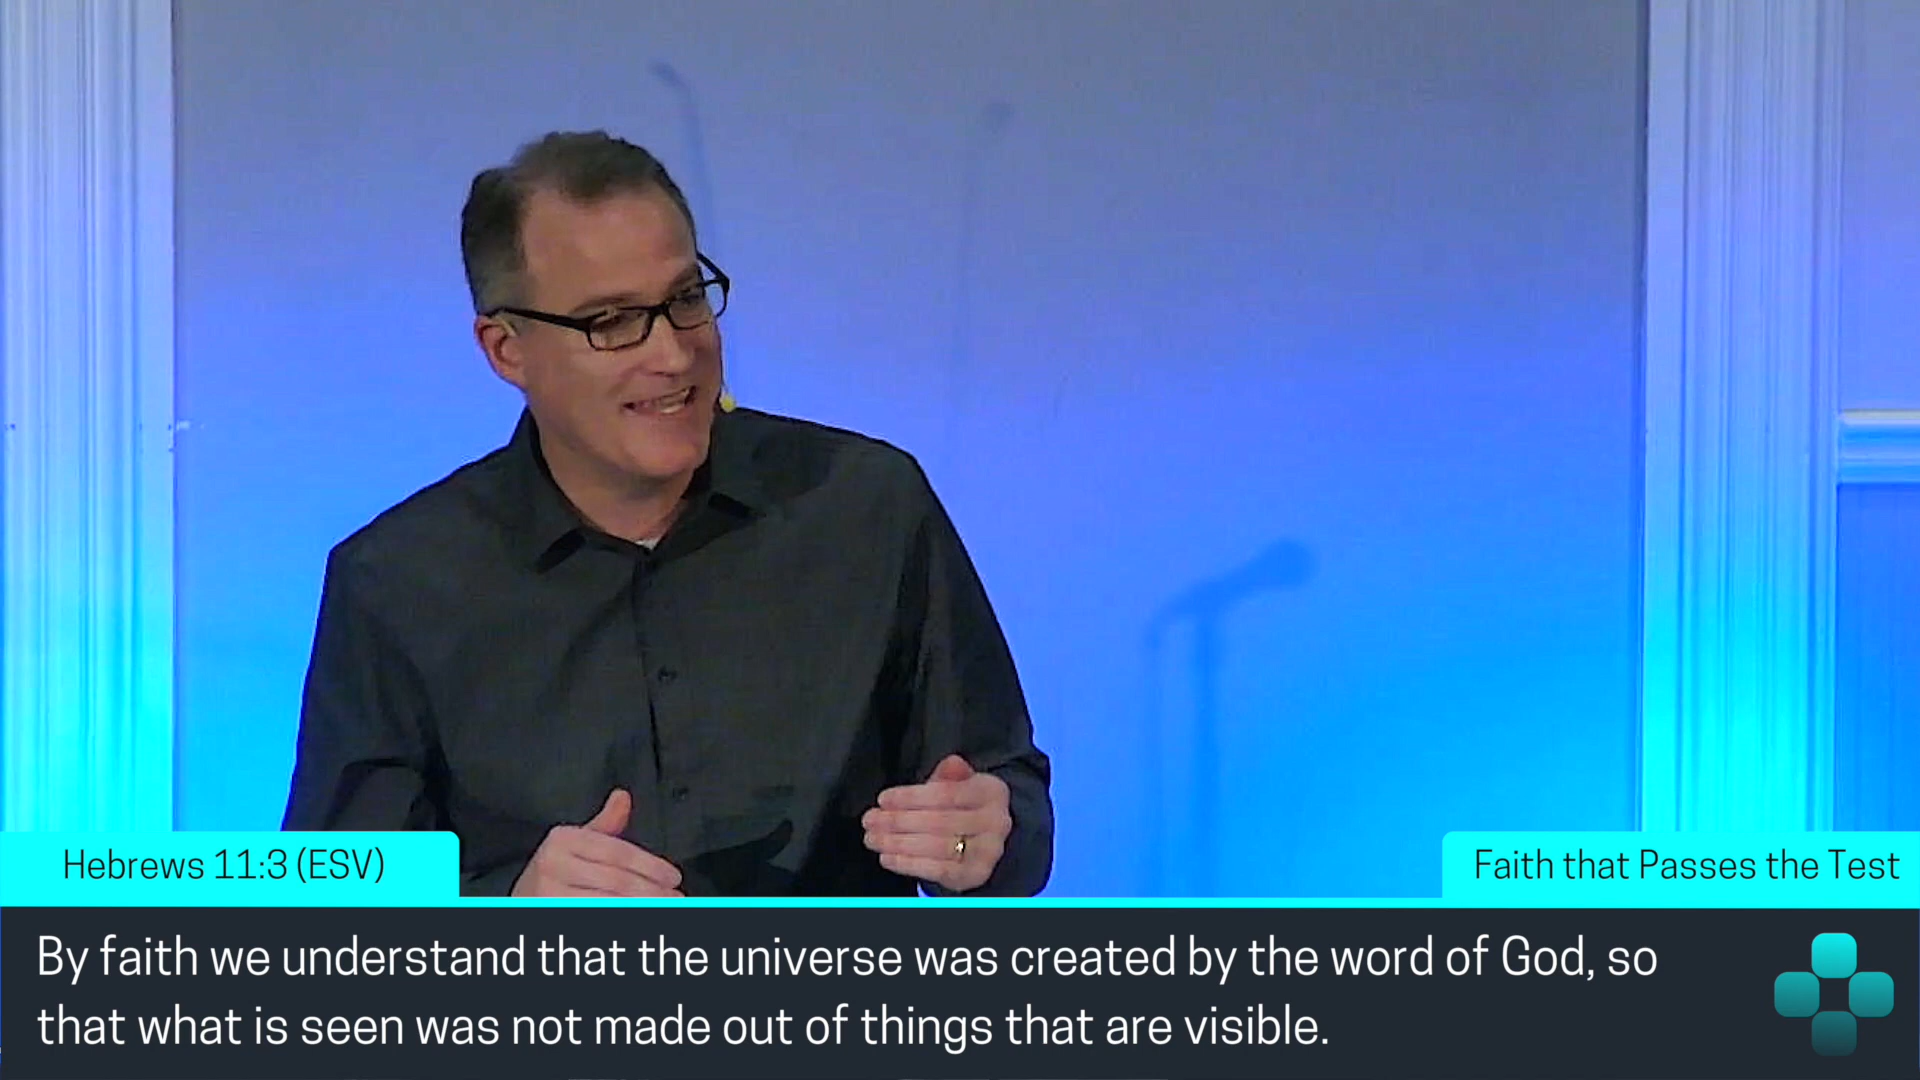 Hebrews 11:3 (ESV)
Faith that Passes the Test
By faith we understand that the universe was created by the word of God, so
that what is seen was not made out of things that are visible.